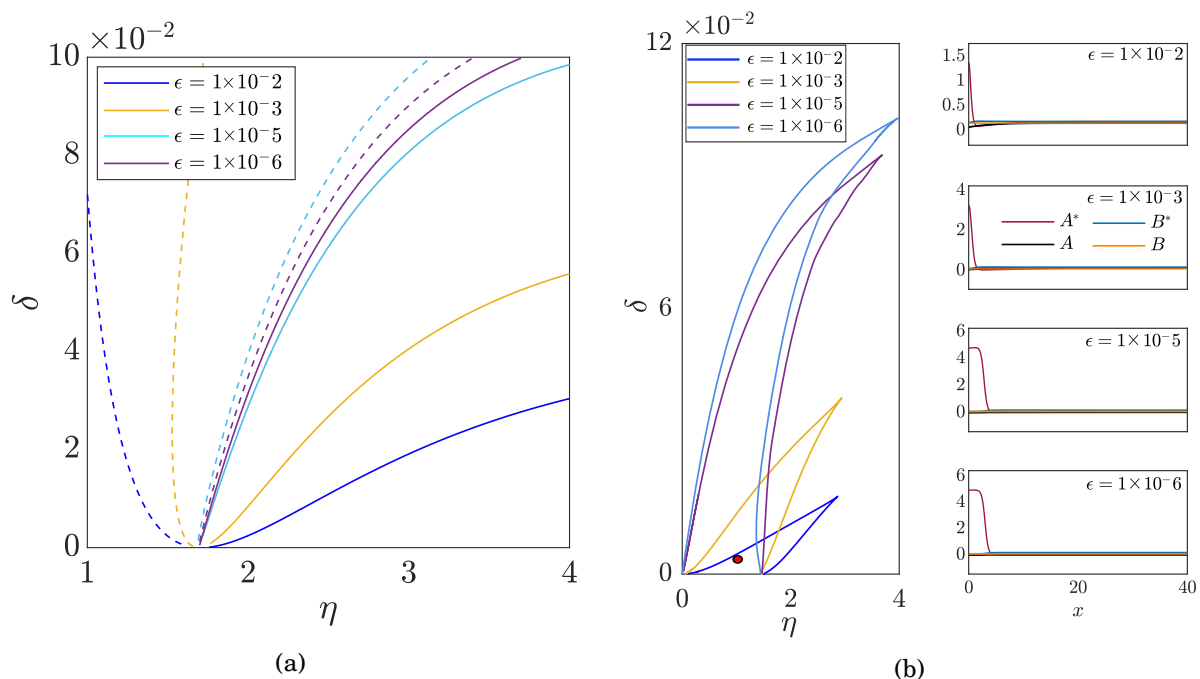 10 ×10⁻²
8
6
4
2
0
δ
1
2
3
4
η
ϵ = 1×10⁻²
ϵ = 1×10⁻³
ϵ = 1×10⁻⁵
ϵ = 1×10⁻⁶
(a)
12 ×10⁻²
6
0
δ
0
2
4
η
ϵ = 1×10⁻²
ϵ = 1×10⁻³
ϵ = 1×10⁻⁵
ϵ = 1×10⁻⁶
1.5
1
0.5
0
ϵ = 1×10⁻²
4
2
0
ϵ = 1×10⁻³
A* B*
A B
6
4
2
0
ϵ = 1×10⁻⁵
6
4
2
0
ϵ = 1×10⁻⁶
0
20
40
x
(b)